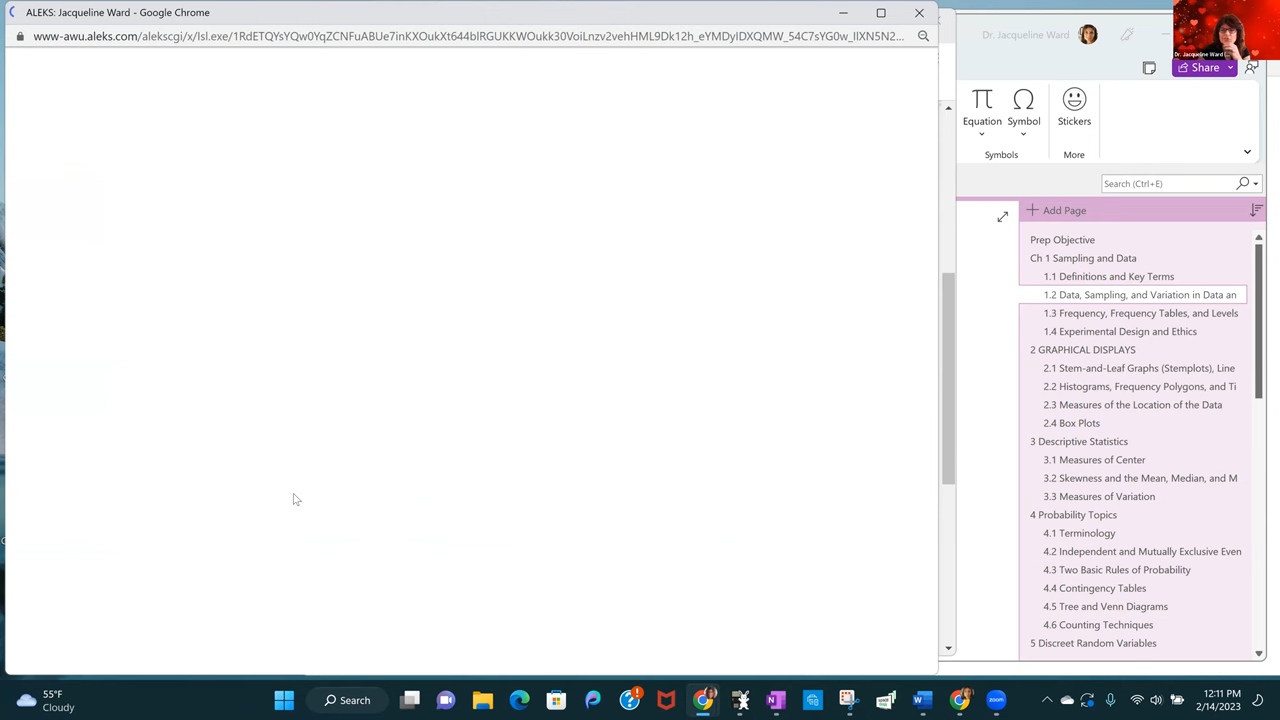 ALEKS: Jacqueline Ward - Google Chrome
Dr. Jacqueline Ward
Share
Equation
Symbol
Stickers
Symbols
More
Search (Ctrl+E)
Add Page
Prep Objective
Ch 1 Sampling and Data
1.1 Definitions and Key Terms
1.2 Data, Sampling, and Variation in Data an
1.3 Frequency, Frequency Tables, and Levels
1.4 Experimental Design and Ethics
2 GRAPHICAL DISPLAYS
2.1 Stem-and-Leaf Graphs (Stemplots), Line
2.2 Histograms, Frequency Polygons, and Ti
2.3 Measures of the Location of the Data
2.4 Box Plots
3 Descriptive Statistics
3.1 Measures of Center
3.2 Skewness and the Mean, Median, and M
3.3 Measures of Variation
4 Probability Topics
4.1 Terminology
4.2 Independent and Mutually Exclusive Even
4.3 Two Basic Rules of Probability
4.4 Contingency Tables
4.5 Tree and Venn Diagrams
4.6 Counting Techniques
5 Discreet Random Variables
55°F
Cloudy
Search
12:11 PM
2/14/2023